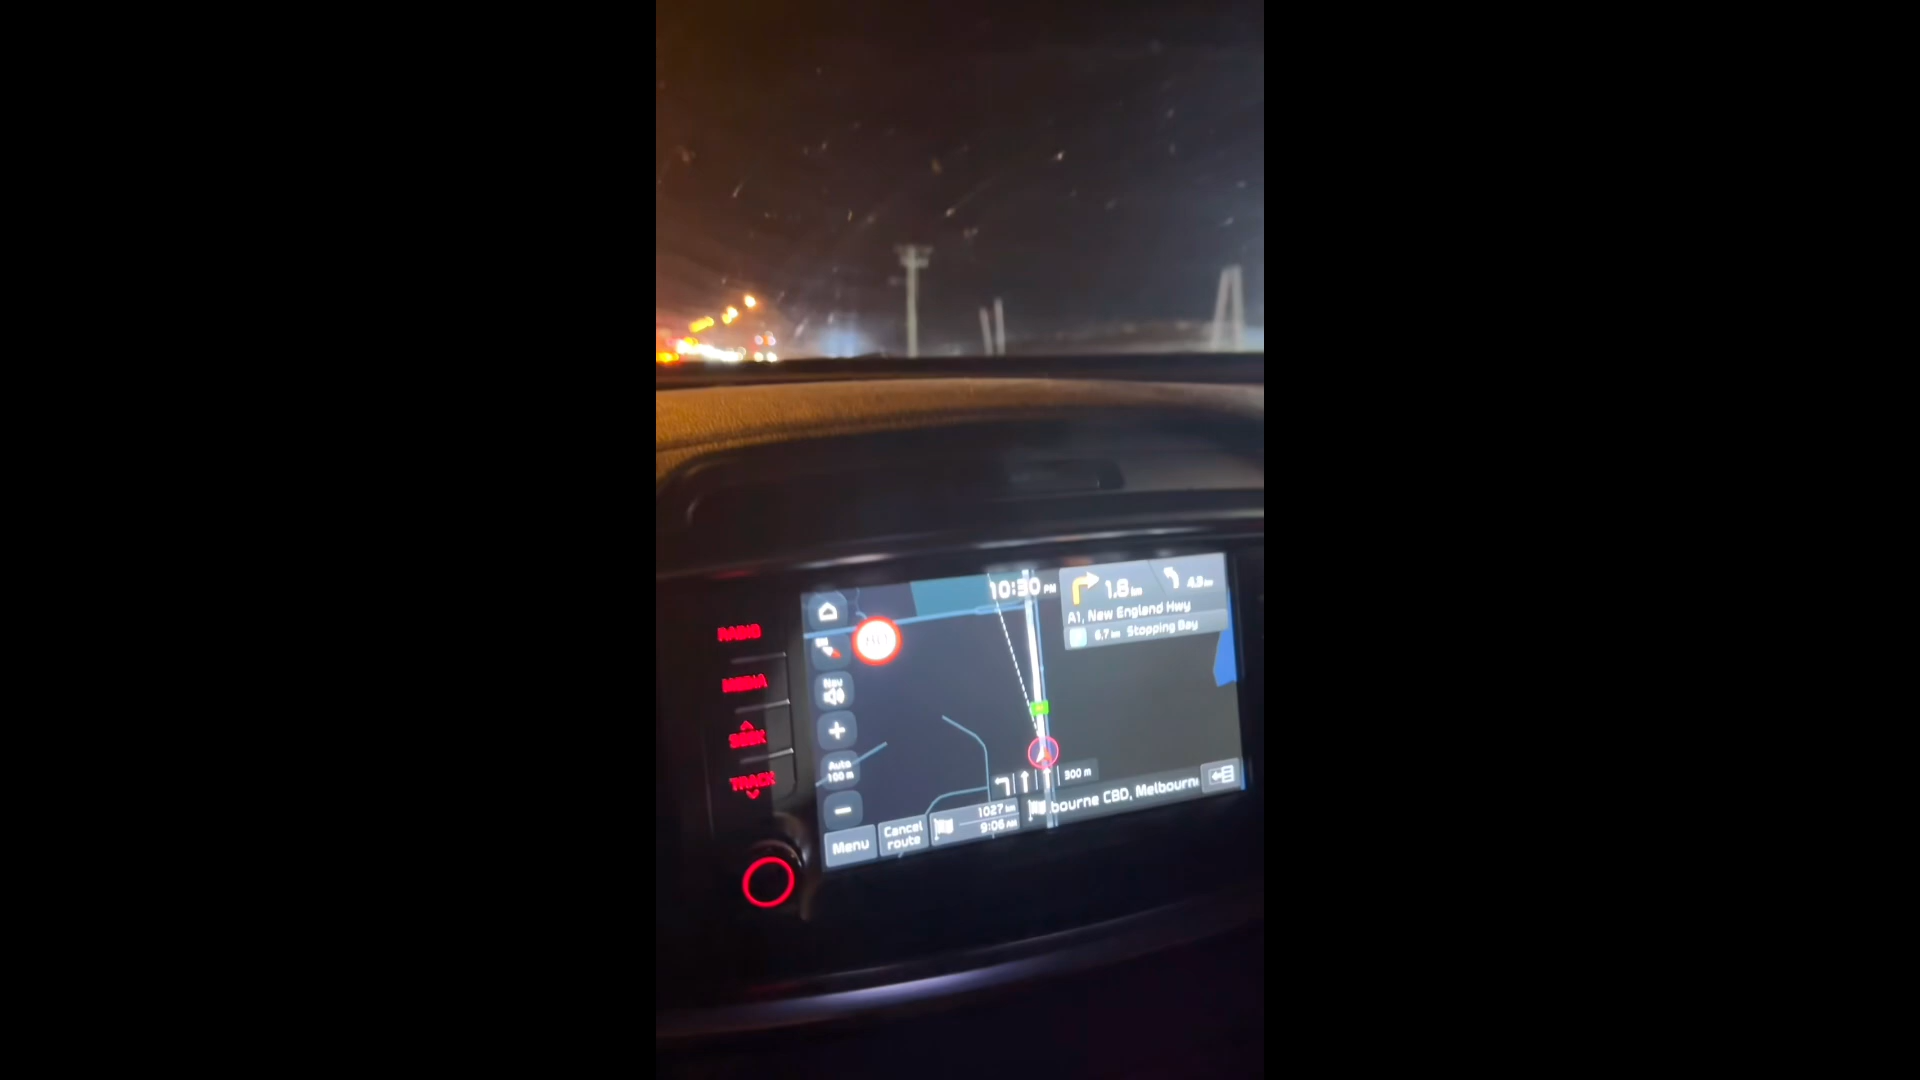 10:30 PM
1.8 km
4.3 km
A1, New England Hwy
6.7 km Stopping Bay
RADIO
MEDIA
SEEK
TRACK
Nav
Auto
100 m
300 m
1027 km
9:06 AM
bourne CBD, Melbourn
Menu
Cancel
route